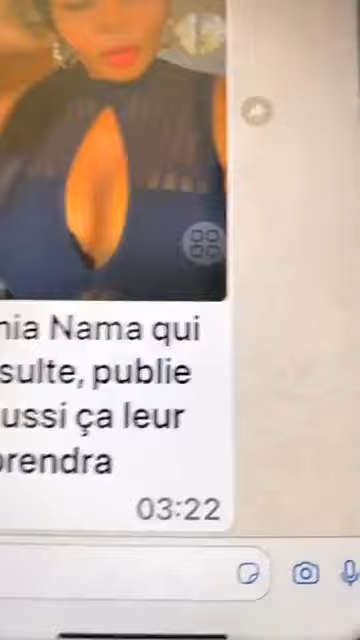 nia Nama qui
sulte, publie
ussi ça leur
prendra
03:22